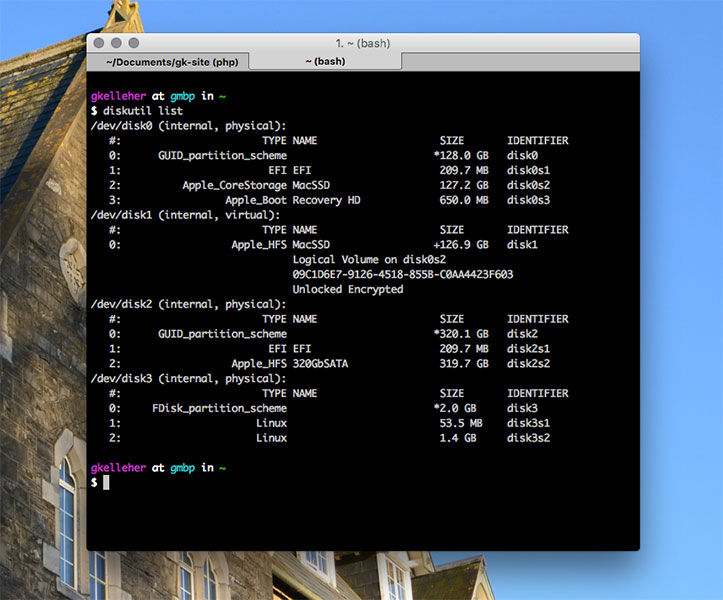 1. ~ (bash)
~/Documents/gk-site (php) ~ (bash)
gkelleher at gmbp in ~
$ diskutil list
/dev/disk0 (internal, physical):
#: TYPE NAME SIZE IDENTIFIER
0: GUID_partition_scheme *128.0 GB disk0
1: EFI EFI 209.7 MB disk0s1
2: Apple_CoreStorage MacSSD 127.2 GB disk0s2
3: Apple_Boot Recovery HD 650.0 MB disk0s3
/dev/disk1 (internal, virtual):
#: TYPE NAME SIZE IDENTIFIER
0: Apple_HFS MacSSD +126.9 GB disk1
Logical Volume on disk0s2
09C1D6E7-9126-4518-855B-C0AA4423F603
Unlocked Encrypted
/dev/disk2 (internal, physical):
#: TYPE NAME SIZE IDENTIFIER
0: GUID_partition_scheme *320.1 GB disk2
1: EFI EFI 209.7 MB disk2s1
2: Apple_HFS 320GbSATA 319.7 GB disk2s2
/dev/disk3 (internal, physical):
#: TYPE NAME SIZE IDENTIFIER
0: FDisk_partition_scheme *2.0 GB disk3
1: Linux 53.5 MB disk3s1
2: Linux 1.4 GB disk3s2
gkelleher at gmbp in ~
$